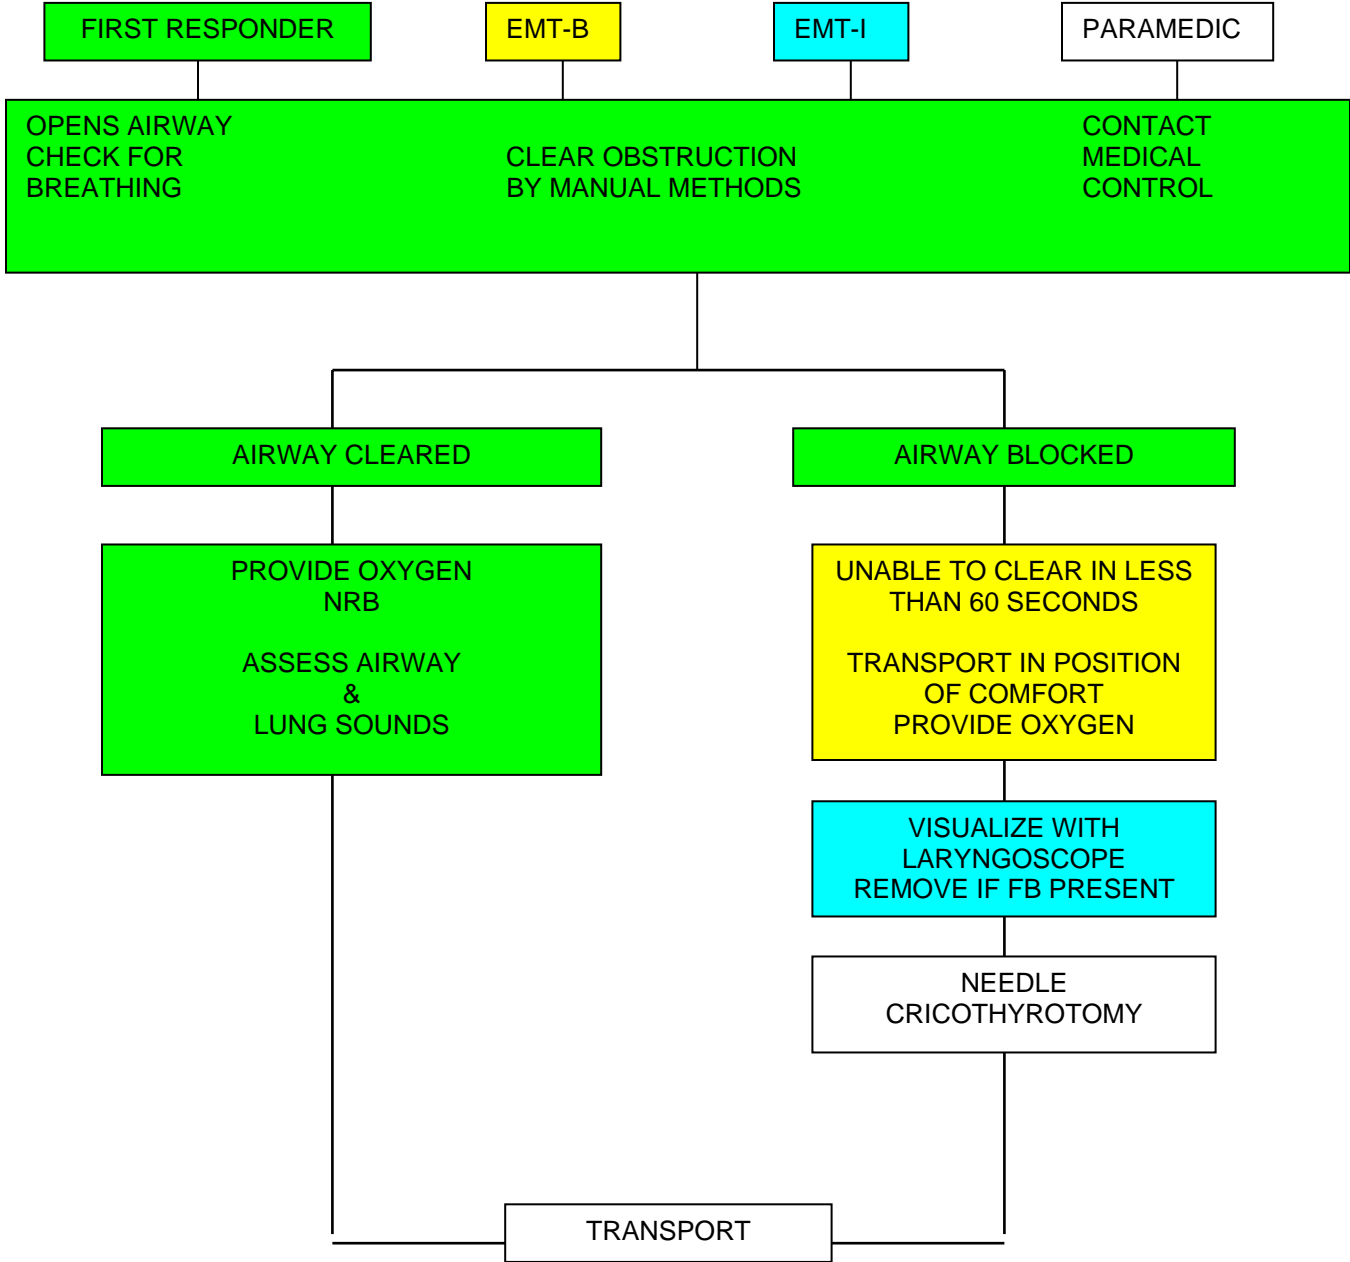 FIRST RESPONDER
EMT-B
EMT-I
PARAMEDIC
OPENS AIRWAY
CHECK FOR
BREATHING
CLEAR OBSTRUCTION
BY MANUAL METHODS
CONTACT
MEDICAL
CONTROL
AIRWAY CLEARED
AIRWAY BLOCKED
PROVIDE OXYGEN
NRB
ASSESS AIRWAY
&
LUNG SOUNDS
UNABLE TO CLEAR IN LESS
THAN 60 SECONDS
TRANSPORT IN POSITION
OF COMFORT
PROVIDE OXYGEN
VISUALIZE WITH
LARYNGOSCOPE
REMOVE IF FB PRESENT
NEEDLE
CRICOTHYROTOMY
TRANSPORT